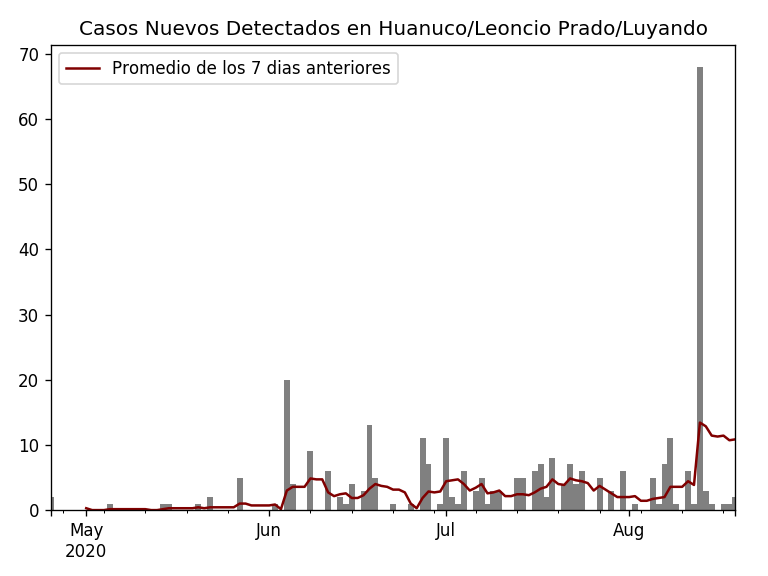 Casos Nuevos Detectados en Huanuco/Leoncio Prado/Luyando
Promedio de los 7 dias anteriores
70
60
50
40
30
20
10
0
May
2020
Jun
Jul
Aug